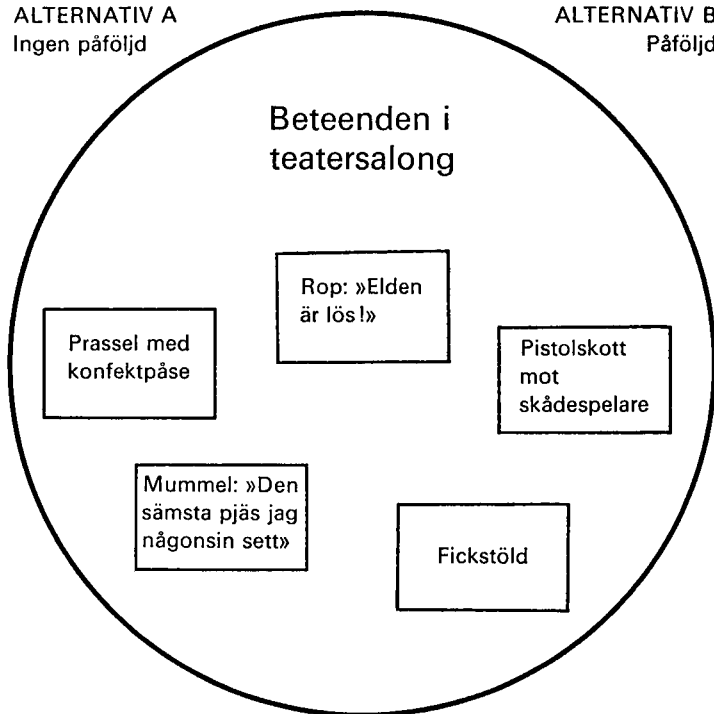 ALTERNATIV A
Ingen påföljd
ALTERNATIV B
Påföljd
Beteenden i
teatersalong
Rop: »Elden
är lös!»
Prassel med
konfektpåse
Pistolskott
mot
skådespelare
Mummel: »Den
sämsta pjäs jag
någonsin sett»
Fickstöld